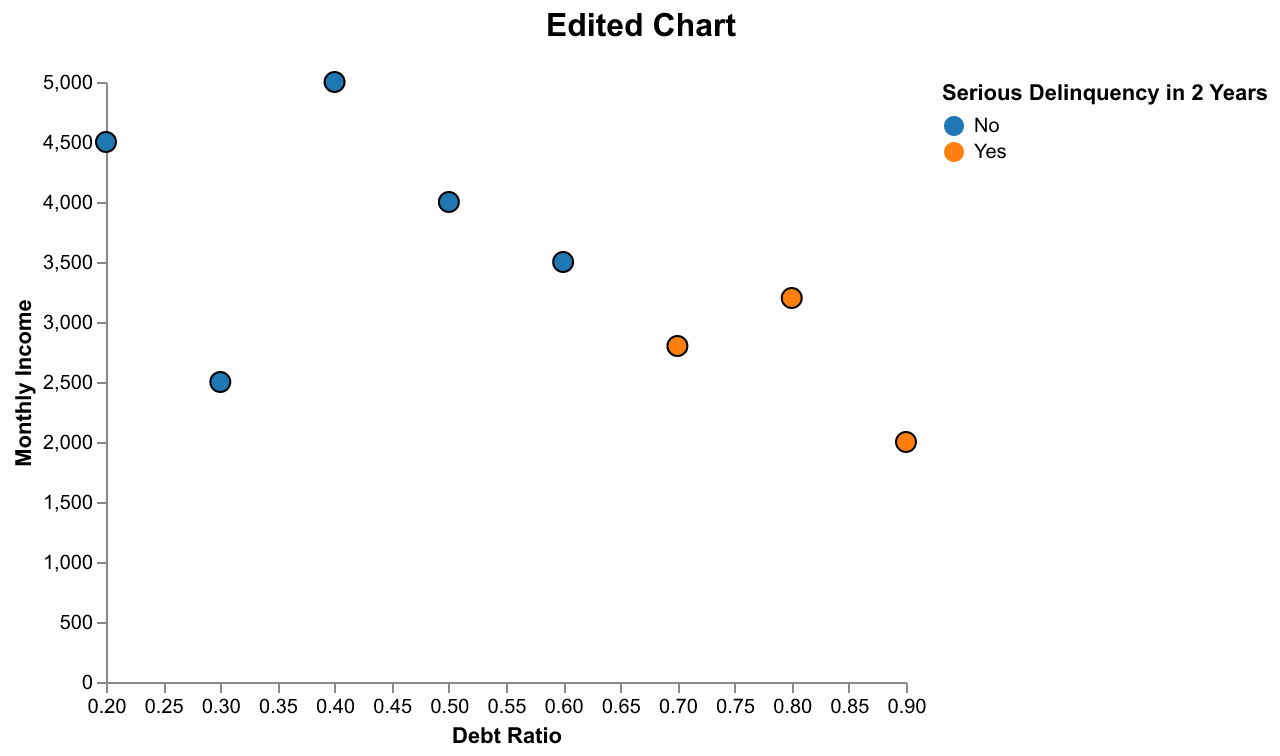 Edited Chart
Serious Delinquency in 2 Years
No
Yes
Monthly Income
5,000
4,500
4,000
3,500
3,000
2,500
2,000
1,500
1,000
500
0
0.20 0.25 0.30 0.35 0.40 0.45 0.50 0.55 0.60 0.65 0.70 0.75 0.80 0.85 0.90
Debt Ratio